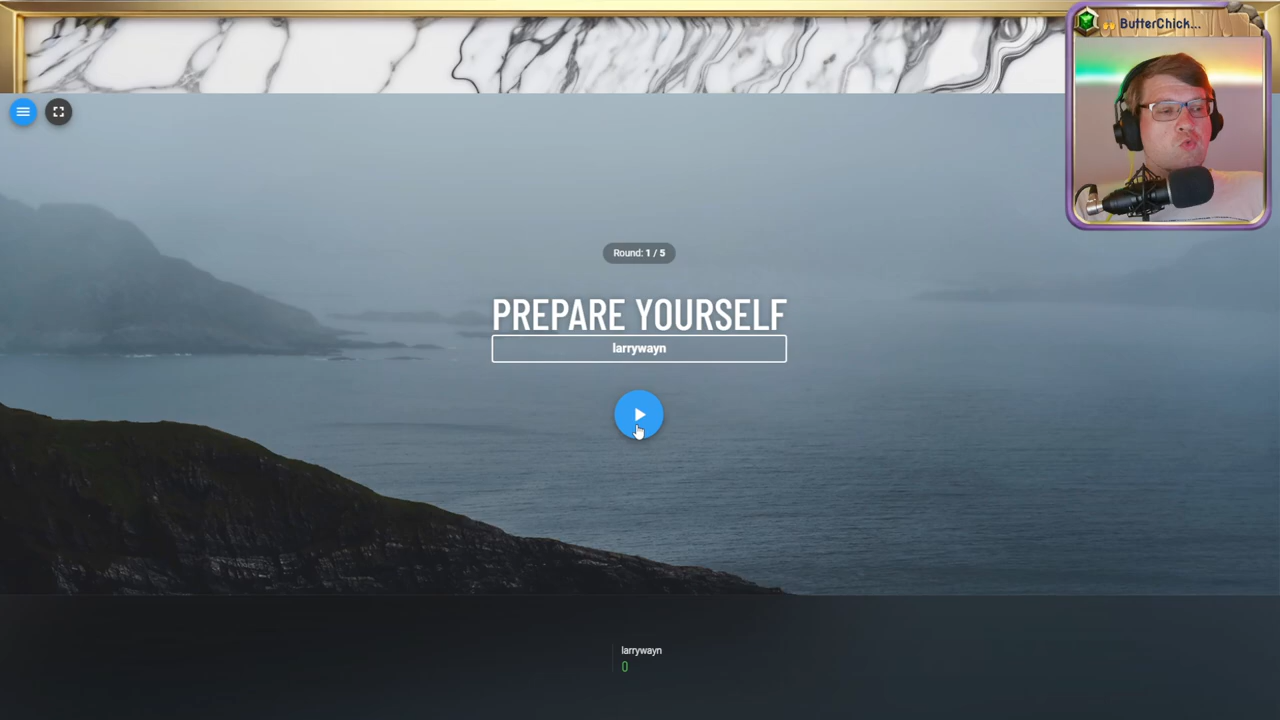 ButterChick...
Round: 1 / 5
PREPARE YOURSELF
larrywayn
larrywayn
0